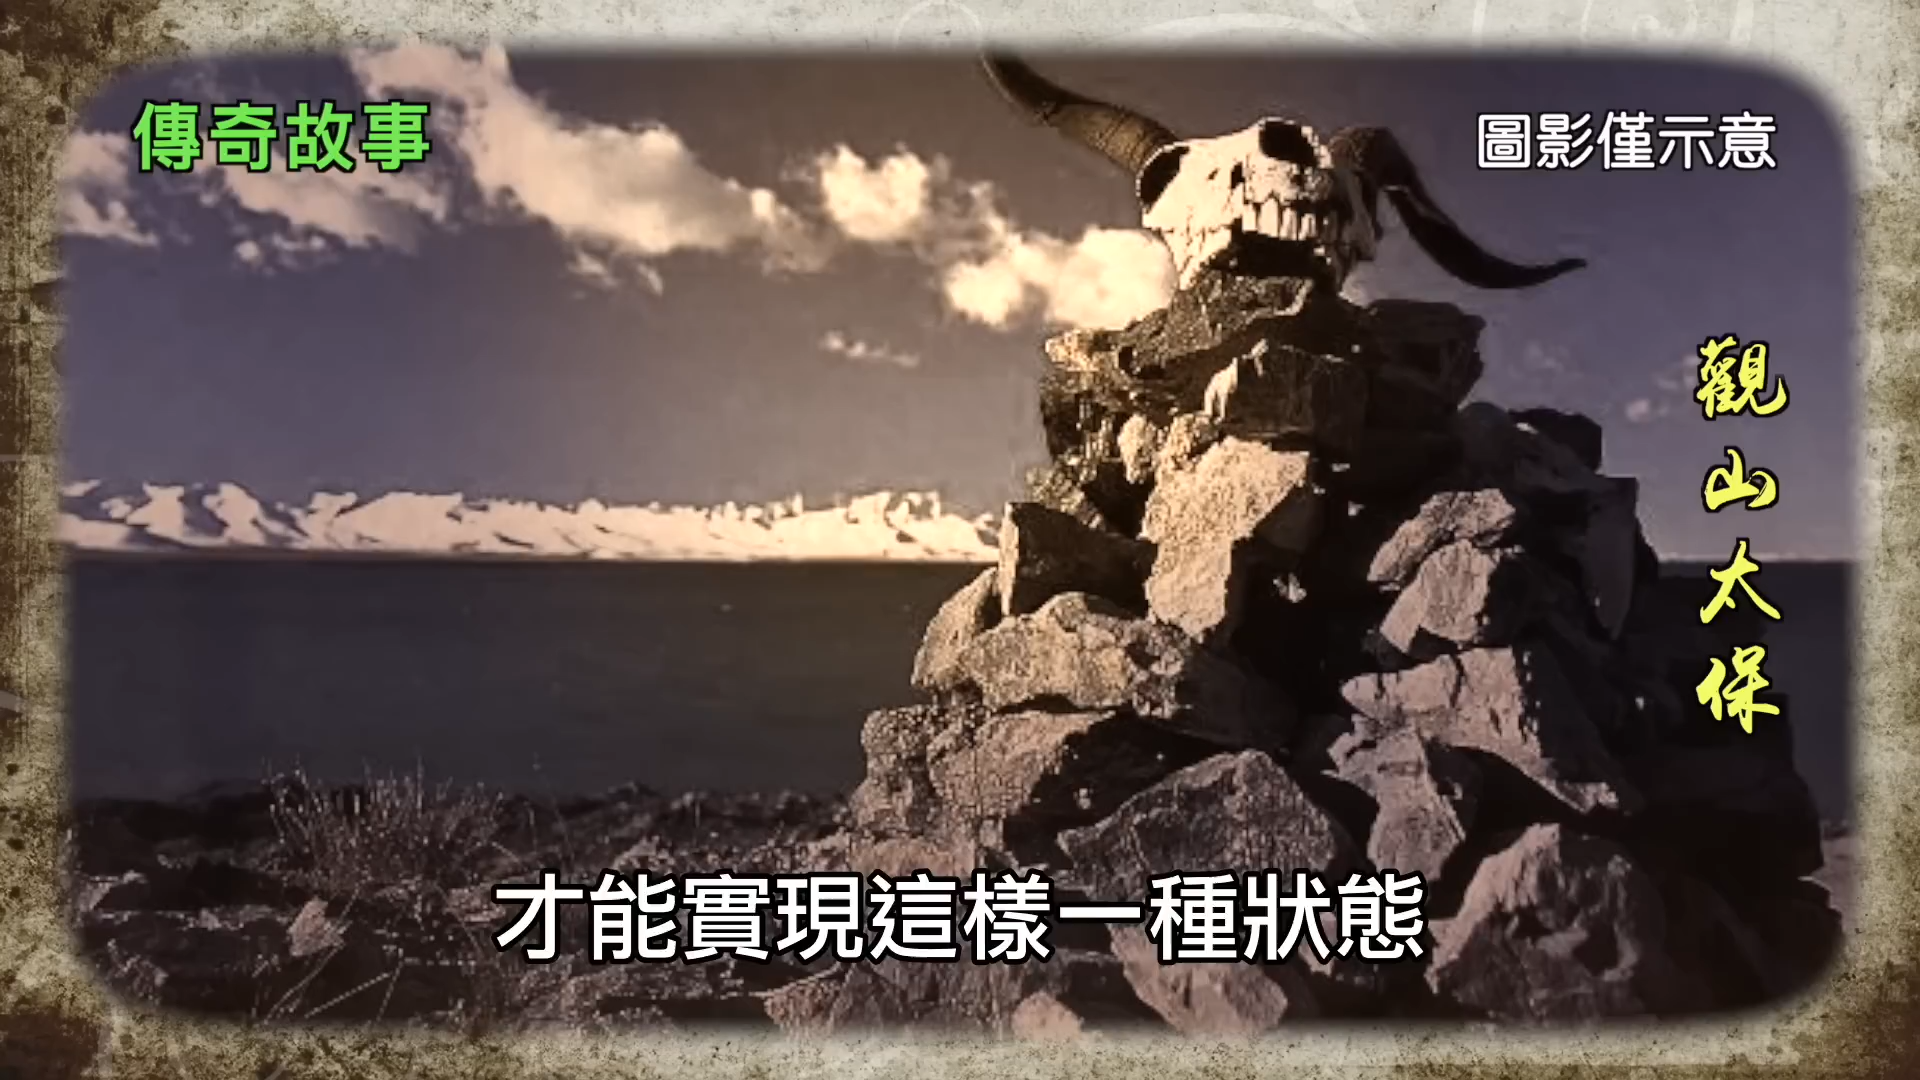 傳奇故事
圖影僅示意
觀山太保
才能實現這樣一種狀態